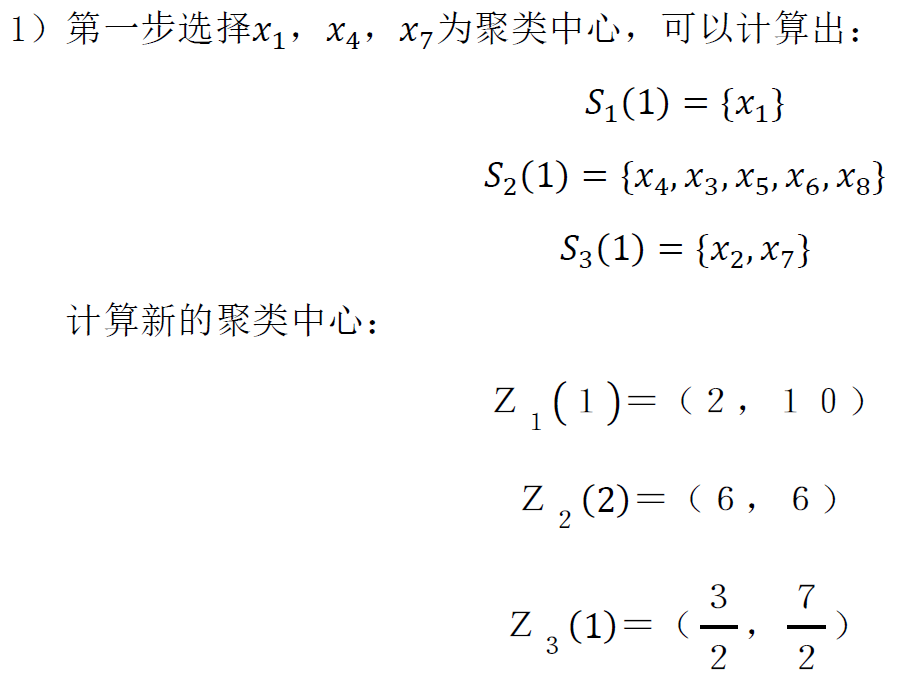 1）第一步选择x₁，x₄，x₇为聚类中心，可以计算出：
S₁(1) = {x₁}
S₂(1) = {x₄, x₃, x₅, x₆, x₈}
S₃(1) = {x₂, x₇}
计算新的聚类中心：
Z₁(1)=（2，10）
Z₂(2)=（6，6）
Z₃(1)=（3/2，7/2）